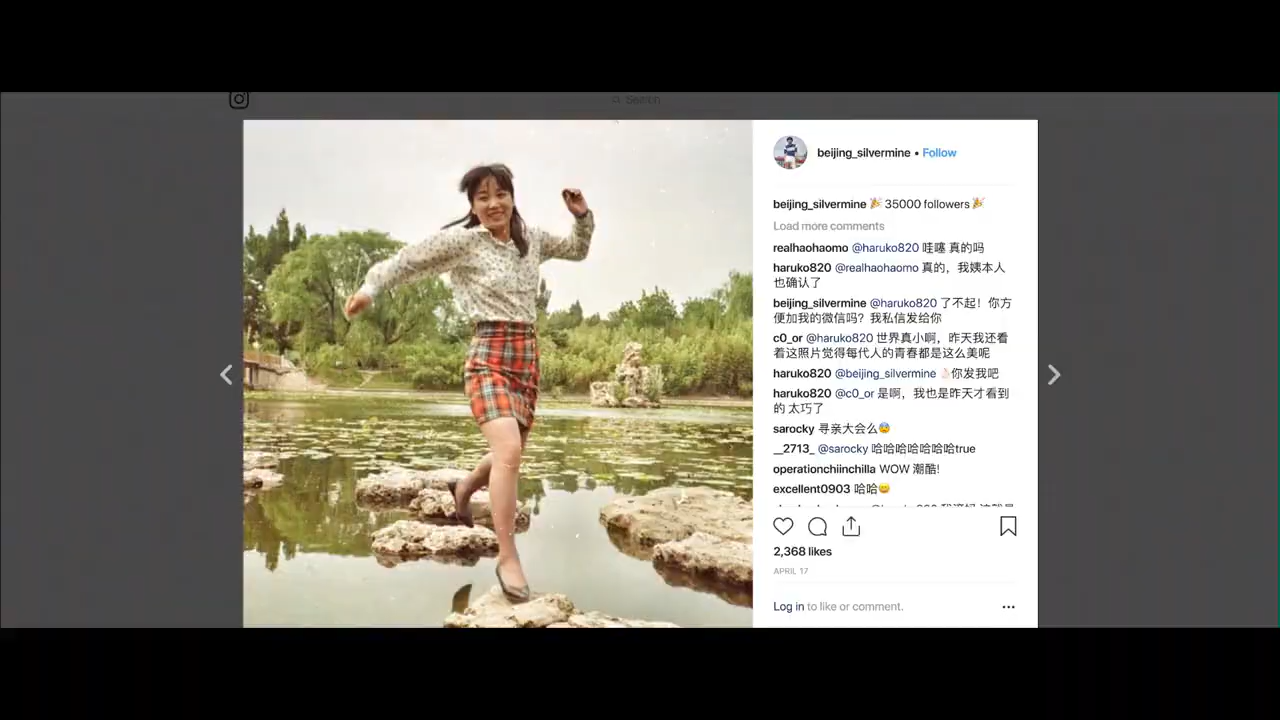 Search
beijing_silvermine • Follow
beijing_silvermine 🎉 35000 followers 🎉
Load more comments
realhaohaomo @haruko820 哇噻 真的吗
haruko820 @realhaohaomo 真的，我姨本人
也确认了
beijing_silvermine @haruko820 了不起！你方
便加我的微信吗？我私信发给你
c0_or @haruko820 世界真小啊，昨天我还看
着这照片觉得每代人的青春都是这么美呢
haruko820 @beijing_silvermine 👌🏻你发我吧
haruko820 @c0_or 是啊，我也是昨天才看到
的 太巧了
sarocky 寻亲大会么😨
__2713_ @sarocky 哈哈哈哈哈哈哈true
operationchiinchilla WOW 潮酷!
excellent0903 哈哈😄
2,368 likes
APRIL 17
Log in to like or comment.